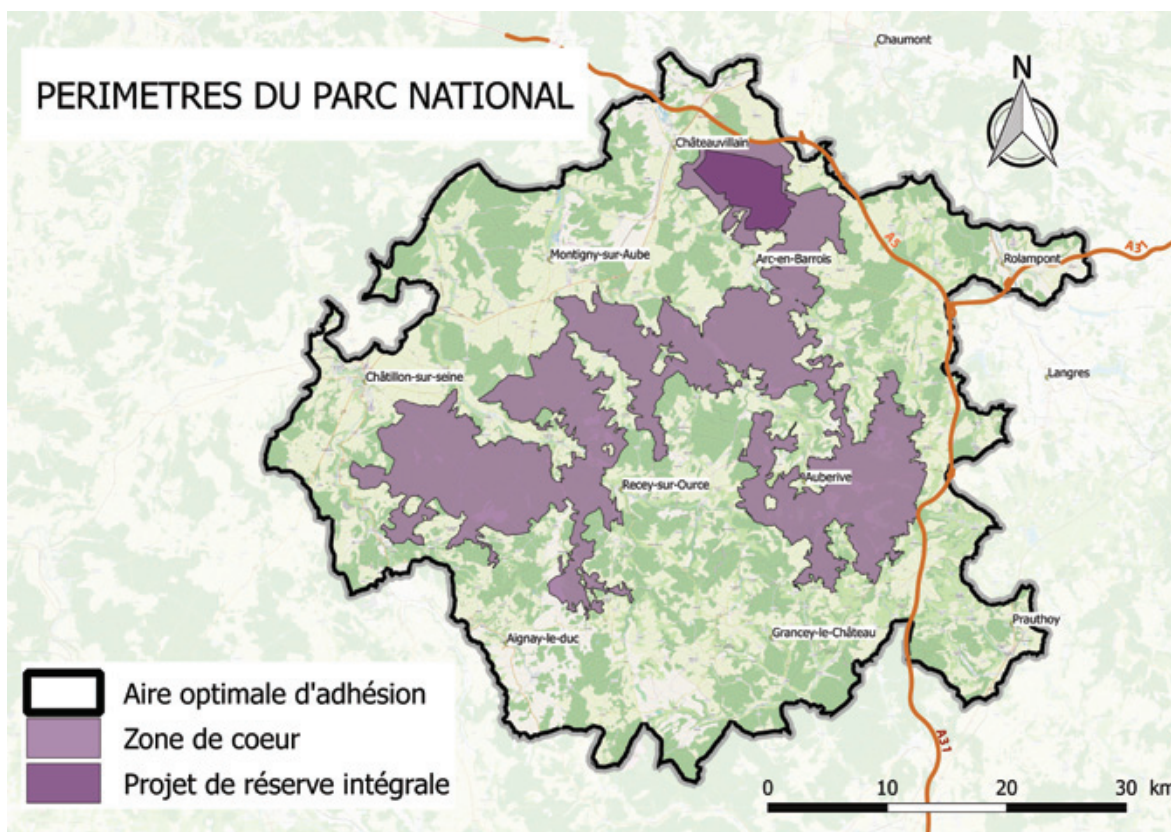 PERIMETRES DU PARC NATIONAL
Chaumont
N
Châteauvillain
Montigny-sur-Aube
Arc-en-Barrois
A5
Rolampont
A31
Châtillon-sur-seine
Langres
Recey-sur-Ource
Auberive
Aignay-le-duc
Grancey-le-Château
Prauthoy
A31
Aire optimale d'adhésion
Zone de coeur
Projet de réserve intégrale
0 10 20 30 km